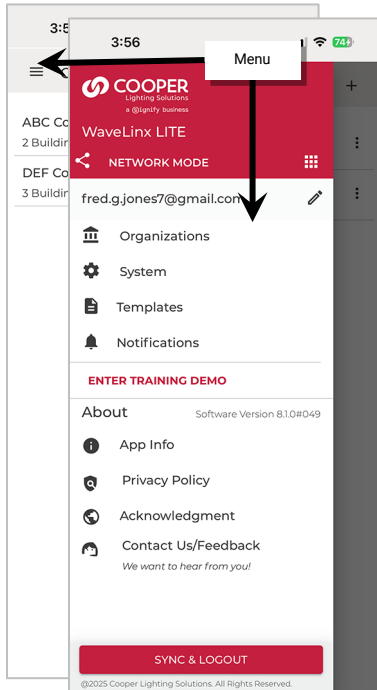 3:5
3:56
74
Menu
COOPER
Lighting Solutions
a Signify business
WaveLinx LITE
NETWORK MODE
fred.g.jones7@gmail.com
ABC Co
2 Buildin
DEF Co
3 Buildin
Organizations
System
Templates
Notifications
ENTER TRAINING DEMO
About
Software Version 8.1.0#049
App Info
Privacy Policy
Acknowledgment
Contact Us/Feedback
We want to hear from you!
SYNC & LOGOUT
@2025 Cooper Lighting Solutions. All Rights Reserved.